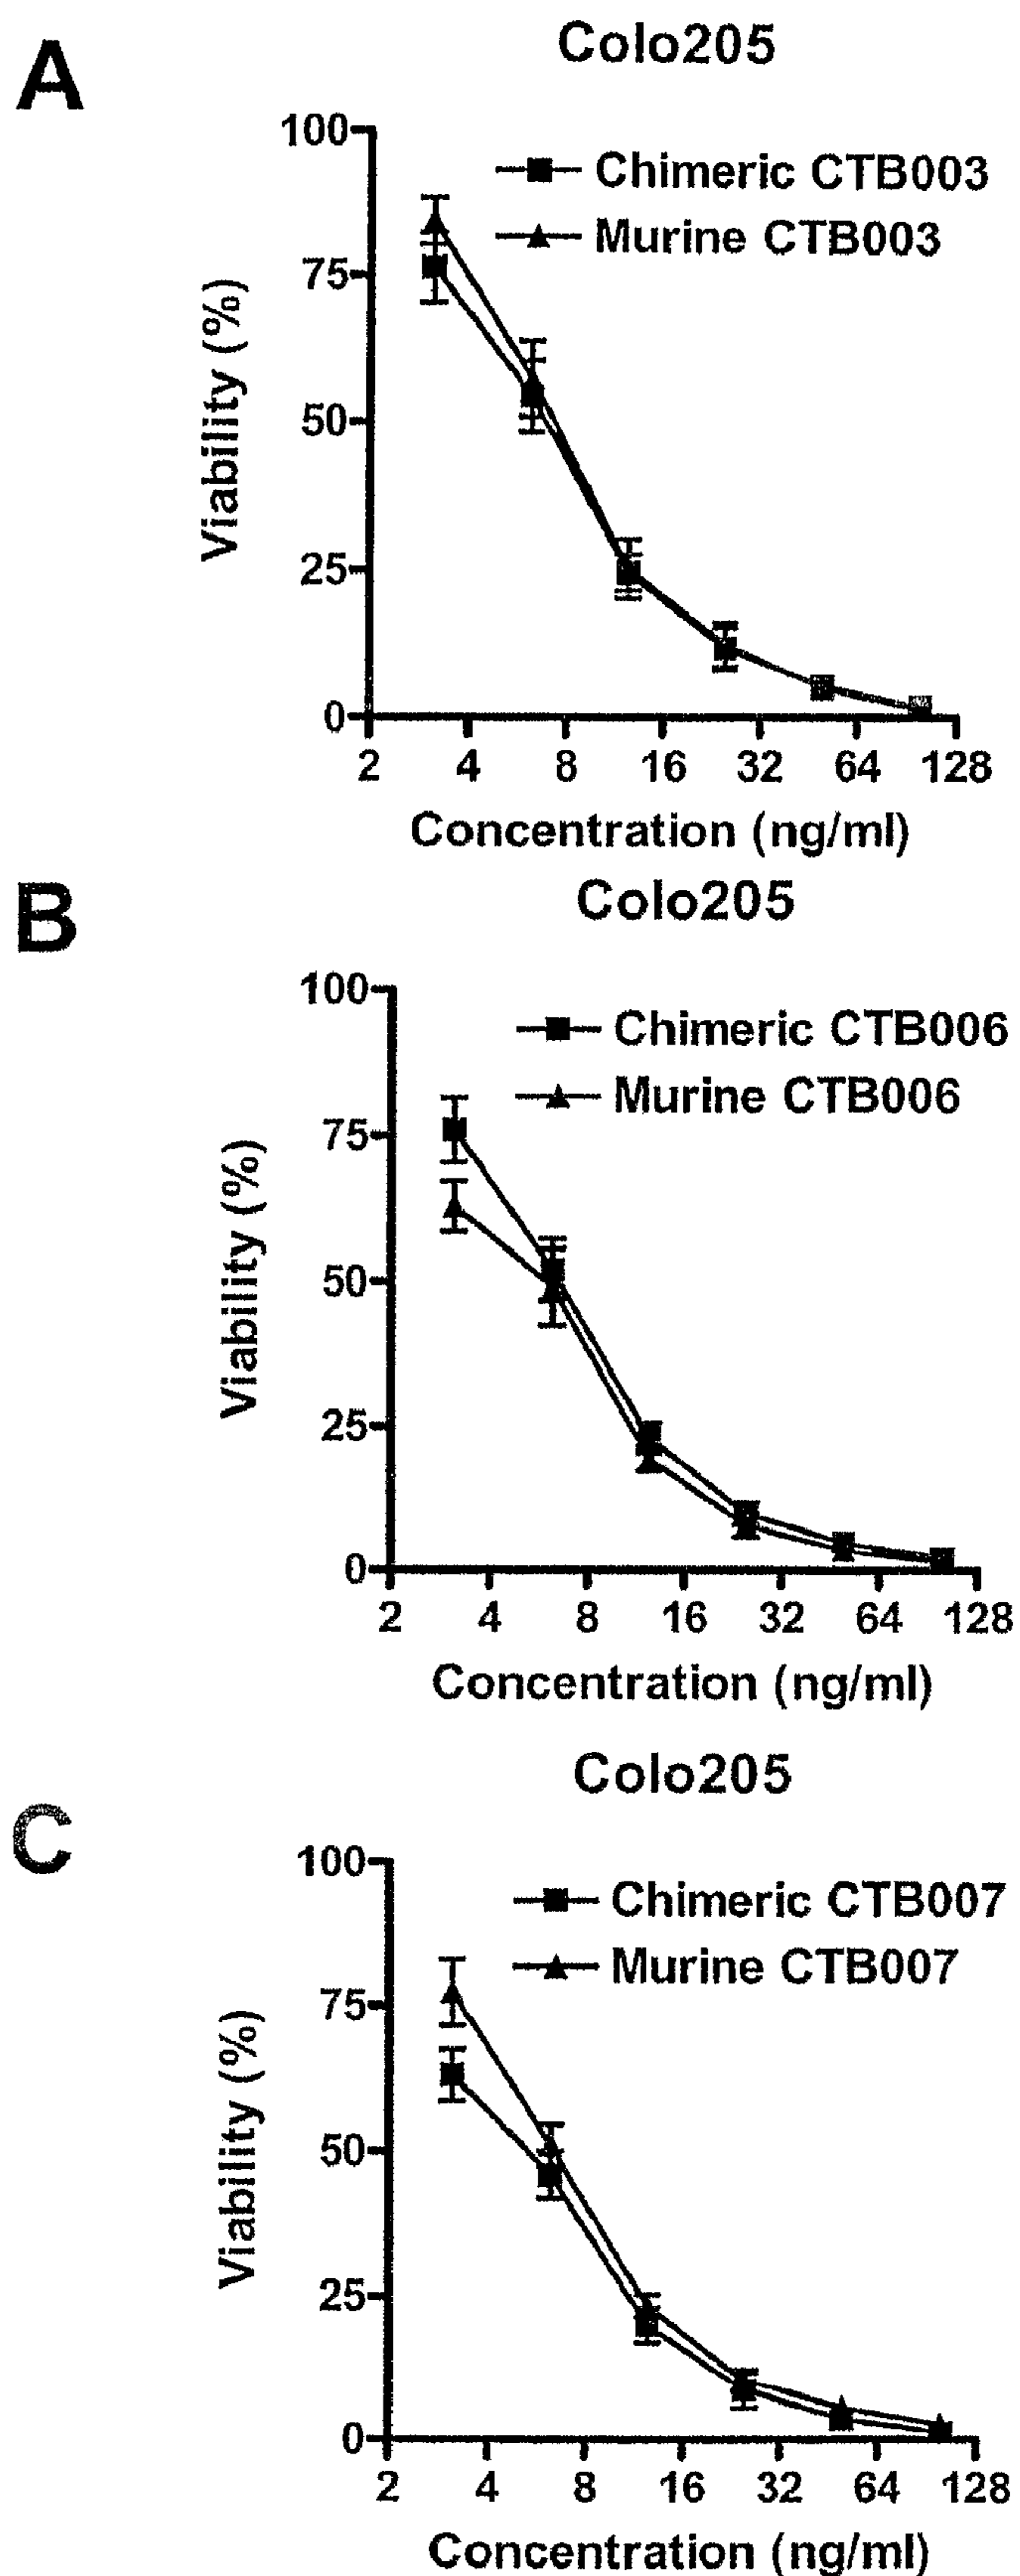 A
Colo205
100
75
50
25
0
Viability (%)
Chimeric CTB003
Murine CTB003
2 4 8 16 32 64 128
Concentration (ng/ml)
B
Colo205
100
75
50
25
0
Viability (%)
Chimeric CTB006
Murine CTB006
2 4 8 16 32 64 128
Concentration (ng/ml)
C
Colo205
100
75
50
25
0
Viability (%)
Chimeric CTB007
Murine CTB007
2 4 8 16 32 64 128
Concentration (ng/ml)